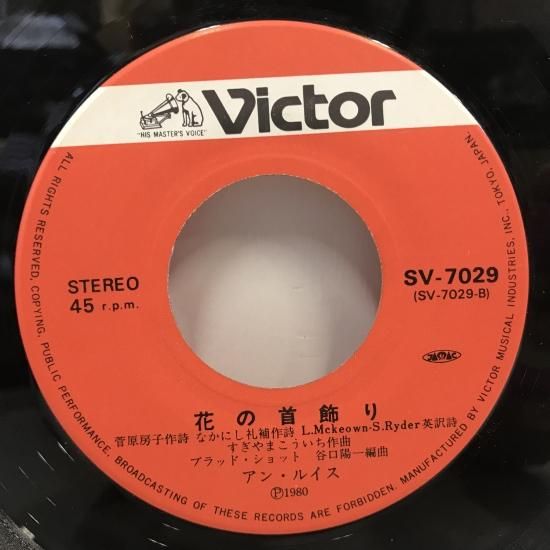 "HIS MASTER'S VOICE"
Victor
STEREO
45 r.p.m.
SV-7029
(SV-7029-B)
JASRAC
花の首飾り
菅原房子作詩 なかにし礼補作詩 L.Mckeown-S.Ryder英訳詩
すぎやまこういち作曲
ブラッド・ショット 谷口陽一編曲
アン・ルイス
Ⓟ1980
ALL RIGHTS RESERVED, COPYING, PUBLIC PERFORMANCE, BROADCASTING OF THESE RECORDS ARE FORBIDDEN. MANUFACTURED BY VICTOR MUSICAL INDUSTRIES, INC., TOKYO, JAPAN.